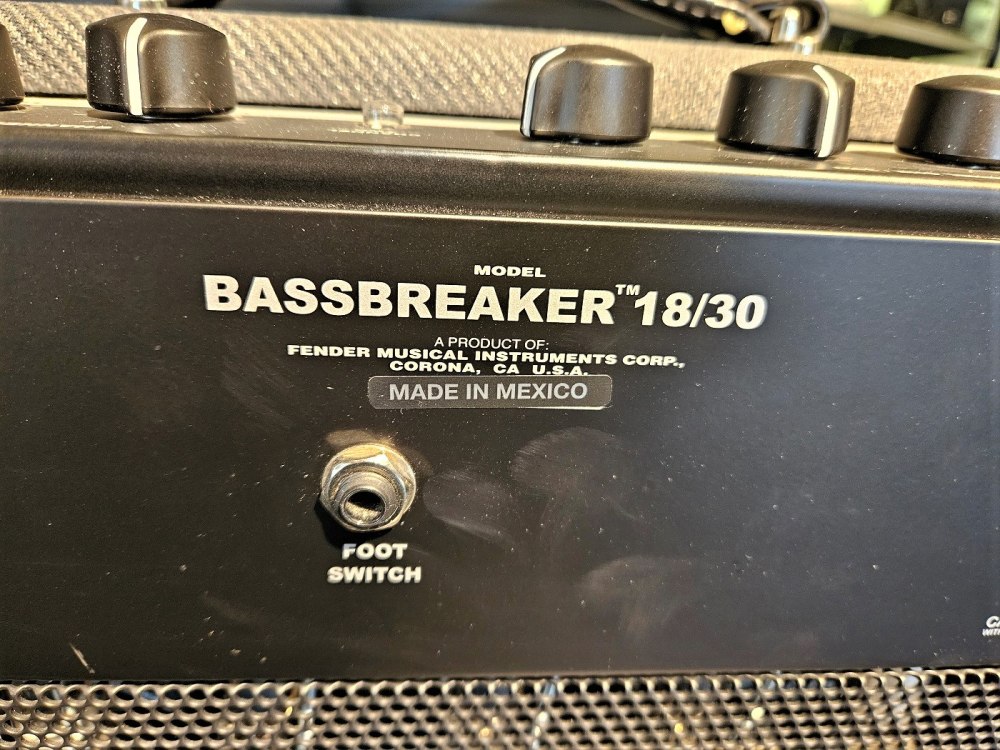 MODEL
BASSBREAKER™ 18/30
A PRODUCT OF:
FENDER MUSICAL INSTRUMENTS CORP.,
CORONA, CA U.S.A.
MADE IN MEXICO
FOOT
SWITCH